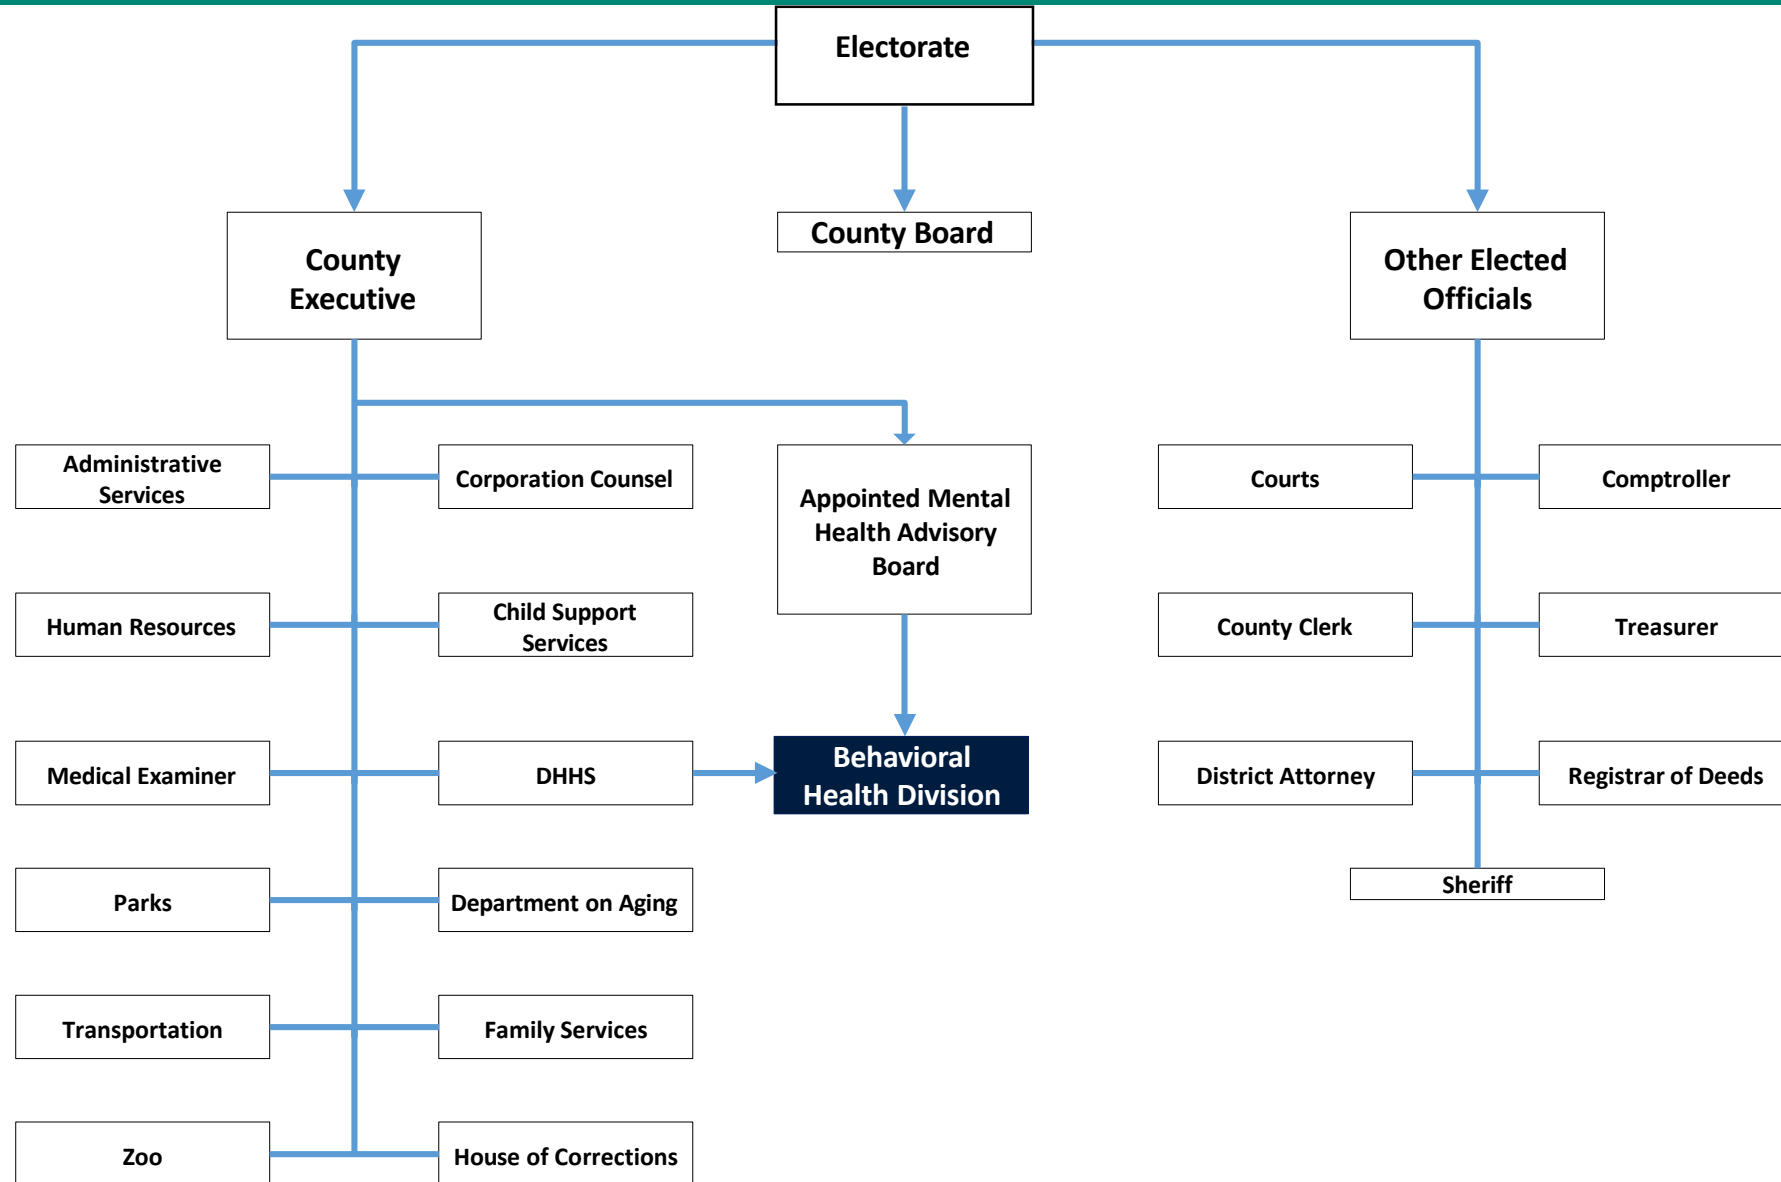 Electorate
County
Executive
County Board
Other Elected
Officials
Administrative
Services
Corporation Counsel
Appointed Mental
Health Advisory
Board
Courts
Comptroller
Human Resources
Child Support
Services
County Clerk
Treasurer
Medical Examiner
DHHS
Behavioral
Health Division
District Attorney
Registrar of Deeds
Parks
Department on Aging
Sheriff
Transportation
Family Services
Zoo
House of Corrections